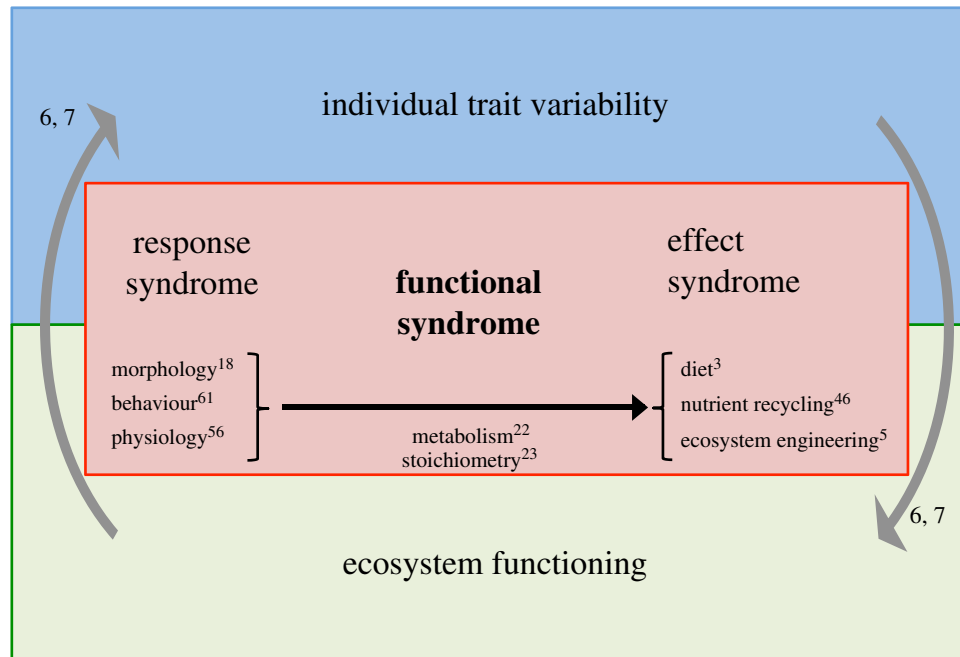 individual trait variability
6, 7
response
syndrome
functional
syndrome
effect
syndrome
morphology¹⁸
behaviour⁶¹
physiology⁵⁶
metabolism²²
stoichiometry²³
diet³
nutrient recycling⁴⁶
ecosystem engineering⁵
6, 7
ecosystem functioning